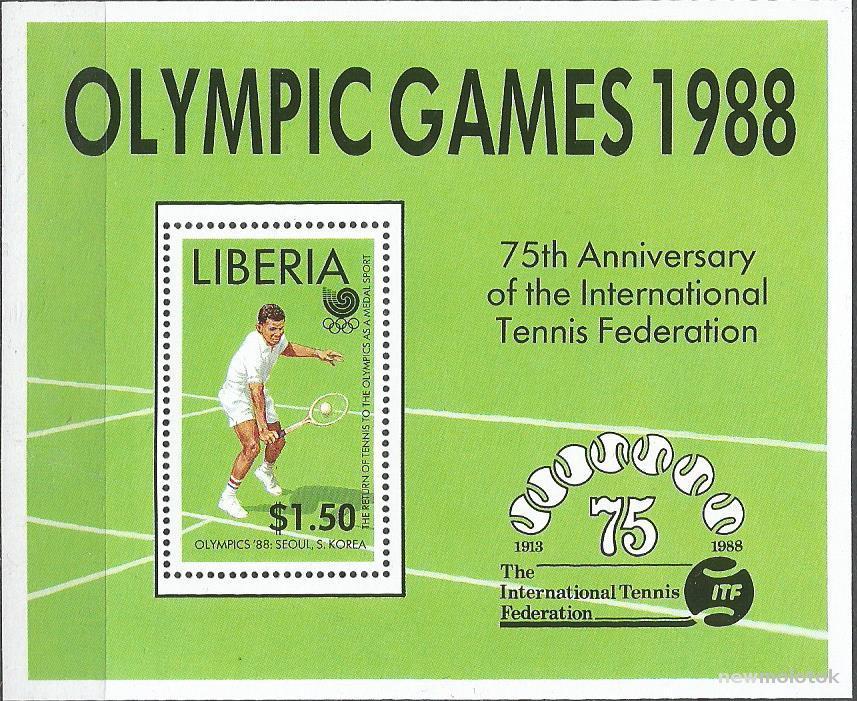 OLYMPIC GAMES 1988
LIBERIA
THE RETURN OF TENNIS TO THE OLYMPICS AS A MEDAL SPORT
$1.50
OLYMPICS '88: SEOUL, S. KOREA
75th Anniversary
of the International
Tennis Federation
75
1913 1988
The
International Tennis
Federation
ITF
newmolotok